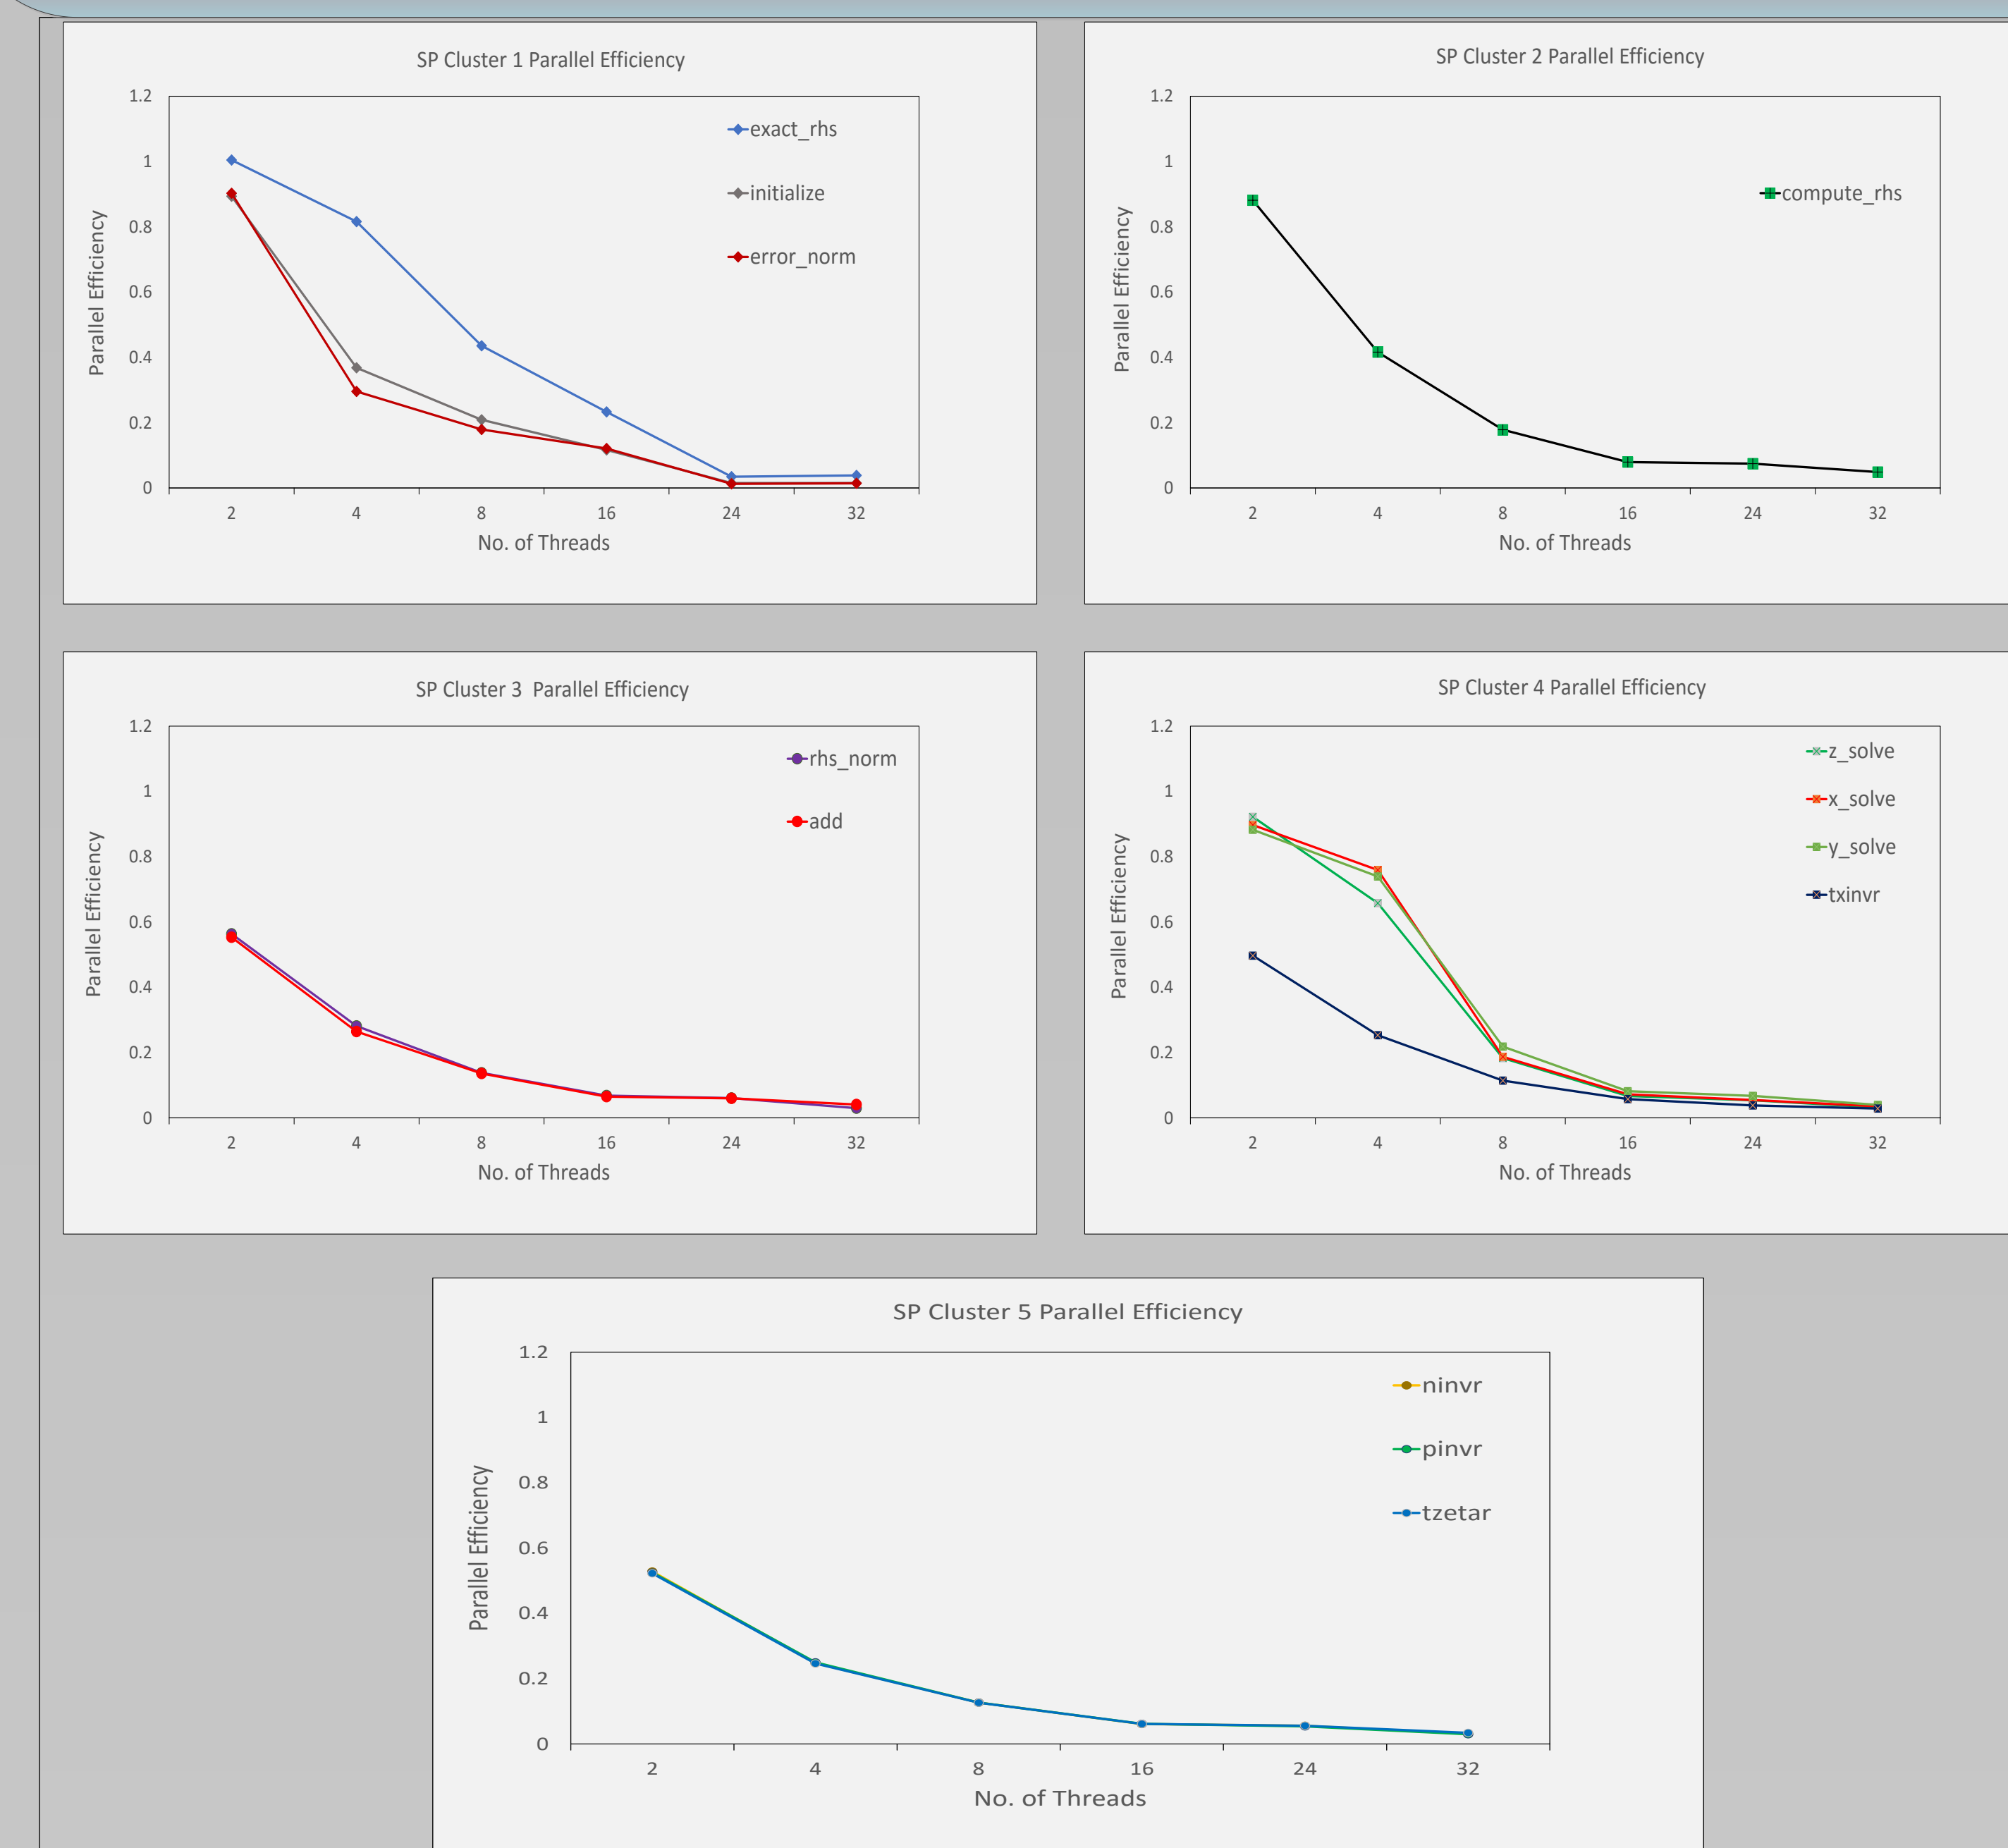 SP Cluster 1 Parallel Efficiency
1.2
1
0.8
0.6
0.4
0.2
0
Parallel Efficiency
exact_rhs
initialize
error_norm
2 4 8 16 24 32
No. of Threads
SP Cluster 2 Parallel Efficiency
1.2
1
0.8
0.6
0.4
0.2
0
Parallel Efficiency
compute_rhs
2 4 8 16 24 32
No. of Threads
SP Cluster 3  Parallel Efficiency
1.2
1
0.8
0.6
0.4
0.2
0
Parallel Efficiency
rhs_norm
add
2 4 8 16 24 32
No. of Threads
SP Cluster 4 Parallel Efficiency
1.2
1
0.8
0.6
0.4
0.2
0
Parallel Efficiency
z_solve
x_solve
y_solve
txinvr
2 4 8 16 24 32
No. of Threads
SP Cluster 5 Parallel Efficiency
1.2
1
0.8
0.6
0.4
0.2
0
Parallel Efficiency
ninvr
pinvr
tzetar
2 4 8 16 24 32
No. of Threads